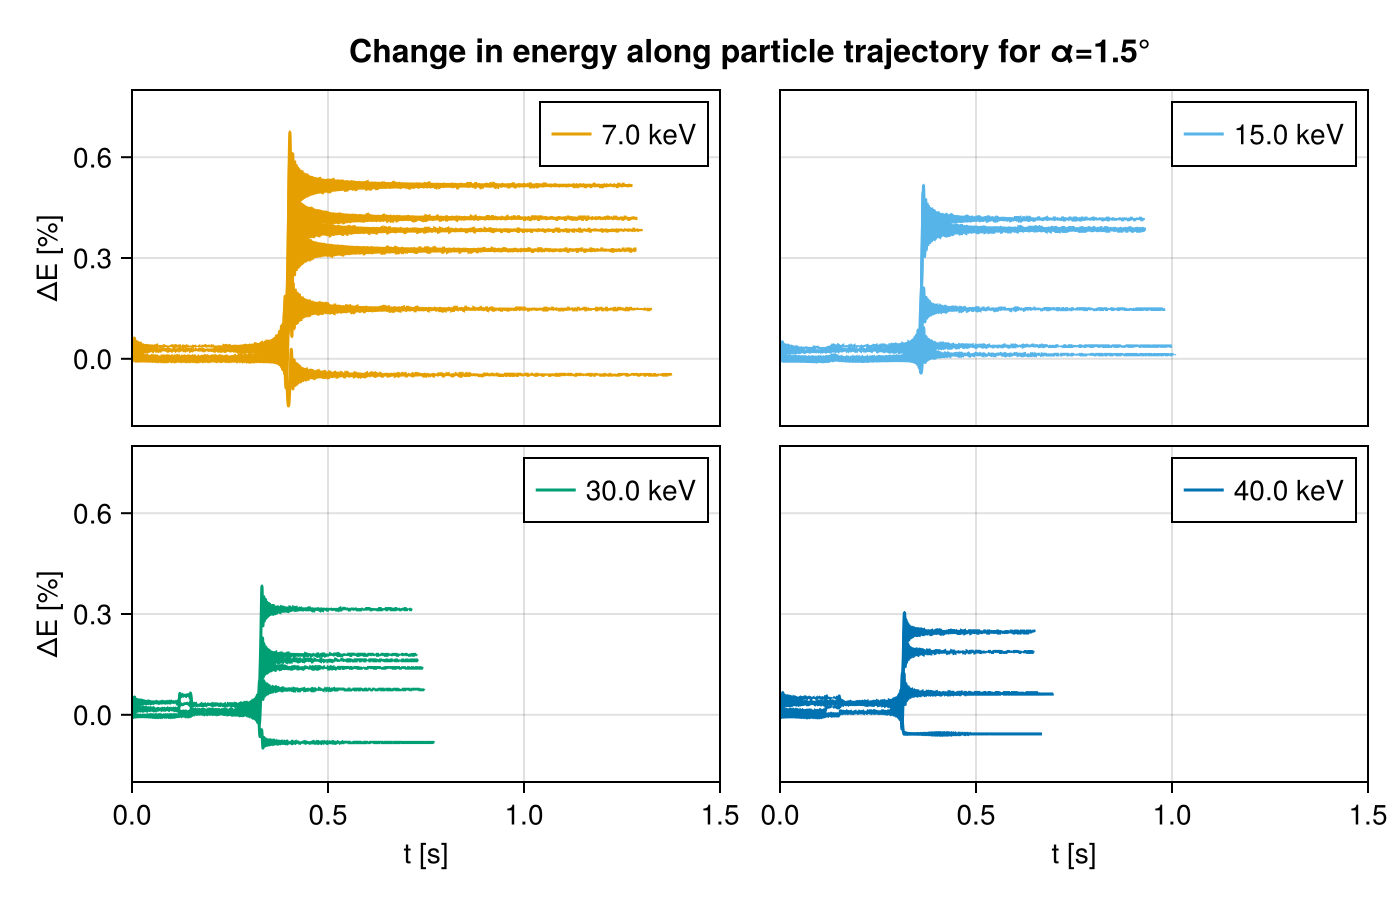 Change in energy along particle trajectory for α=1.5°
7.0 keV
15.0 keV
0.6
0.3
0.0
ΔE [%]
30.0 keV
40.0 keV
0.6
0.3
0.0
ΔE [%]
0.0 0.5 1.0 1.5
0.0 0.5 1.0 1.5
t [s]
t [s]